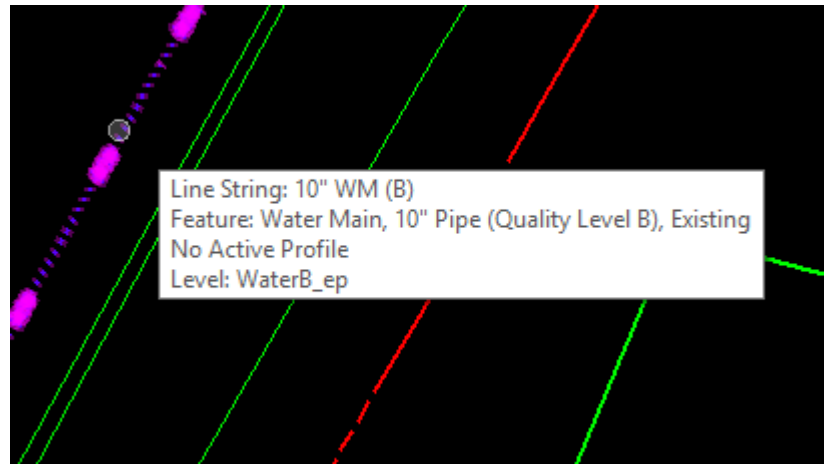 Line String: 10" WM (B)
Feature: Water Main, 10" Pipe (Quality Level B), Existing
No Active Profile
Level: WaterB_ep